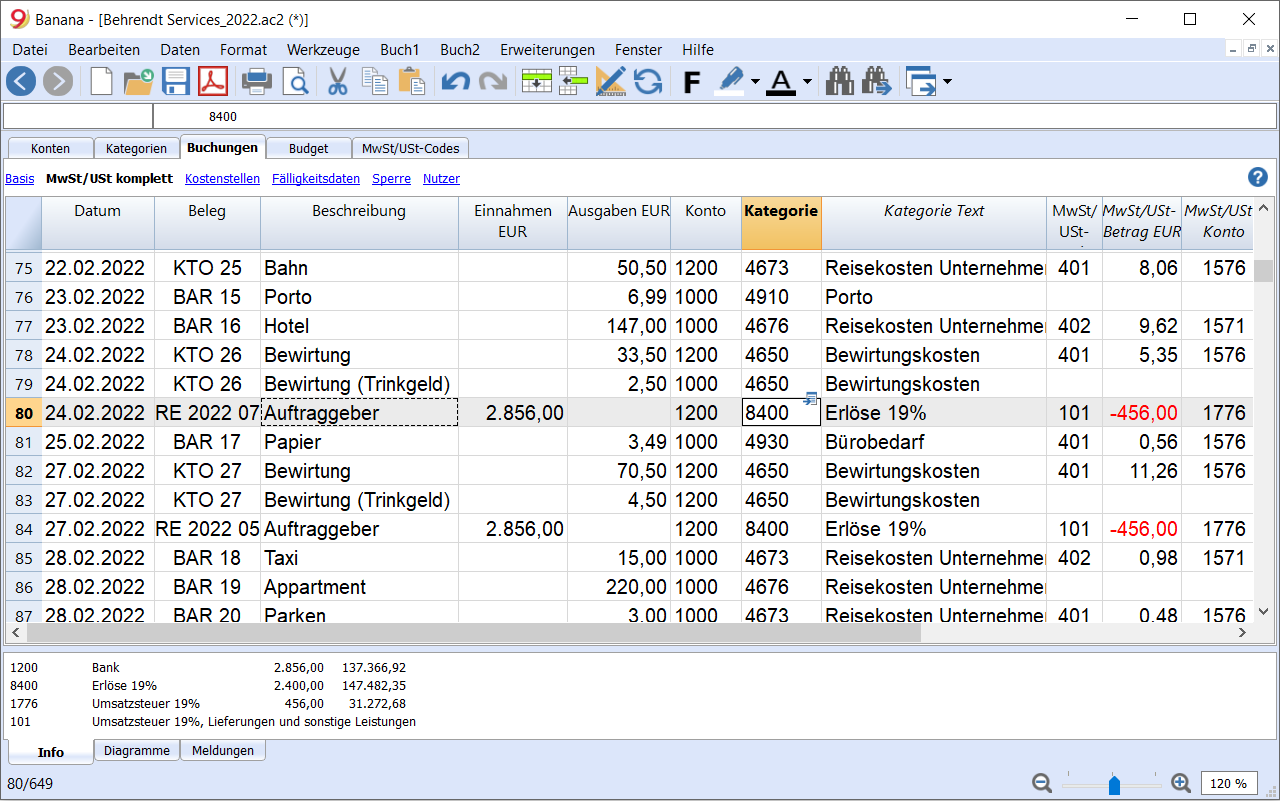 Banana - [Behrendt Services_2022.ac2 (*)]
Datei Bearbeiten Daten Format Werkzeuge Buch1 Buch2 Erweiterungen Fenster Hilfe
F A
8400
Konten Kategorien Buchungen Budget MwSt/USt-Codes
Basis MwSt/USt komplett Kostenstellen Fälligkeitsdaten Sperre Nutzer
Datum Beleg Beschreibung Einnahmen EUR Ausgaben EUR Konto Kategorie Kategorie Text MwSt/USt- MwSt/USt-Betrag EUR MwSt/USt Konto
75 22.02.2022 KTO 25 Bahn 50,50 1200 4673 Reisekosten Unternehmer 401 8,06 1576
76 23.02.2022 BAR 15 Porto 6,99 1000 4910 Porto
77 23.02.2022 BAR 16 Hotel 147,00 1000 4676 Reisekosten Unternehmer 402 9,62 1571
78 24.02.2022 KTO 26 Bewirtung 33,50 1200 4650 Bewirtungskosten 401 5,35 1576
79 24.02.2022 KTO 26 Bewirtung (Trinkgeld) 2,50 1200 4650 Bewirtungskosten
80 24.02.2022 RE 2022 07 Auftraggeber 2.856,00 1200 8400 Erlöse 19% 101 -456,00 1776
81 25.02.2022 BAR 17 Papier 3,49 1000 4930 Bürobedarf 401 0,56 1576
82 27.02.2022 KTO 27 Bewirtung 70,50 1200 4650 Bewirtungskosten 401 11,26 1576
83 27.02.2022 KTO 27 Bewirtung (Trinkgeld) 4,50 1200 4650 Bewirtungskosten
84 27.02.2022 RE 2022 05 Auftraggeber 2.856,00 1200 8400 Erlöse 19% 101 -456,00 1776
85 28.02.2022 BAR 18 Taxi 15,00 1000 4673 Reisekosten Unternehmer 402 0,98 1571
86 28.02.2022 BAR 19 Appartment 220,00 1000 4676 Reisekosten Unternehmer
87 28.02.2022 BAR 20 Parken 3,00 1000 4673 Reisekosten Unternehmer 401 0,48 1576
1200 Bank 2.856,00 137.366,92
8400 Erlöse 19% 2.400,00 147.482,35
1776 Umsatzsteuer 19% 456,00 31.272,68
101 Umsatzsteuer 19%, Lieferungen und sonstige Leistungen
Info Diagramme Meldungen
80/649 120 %